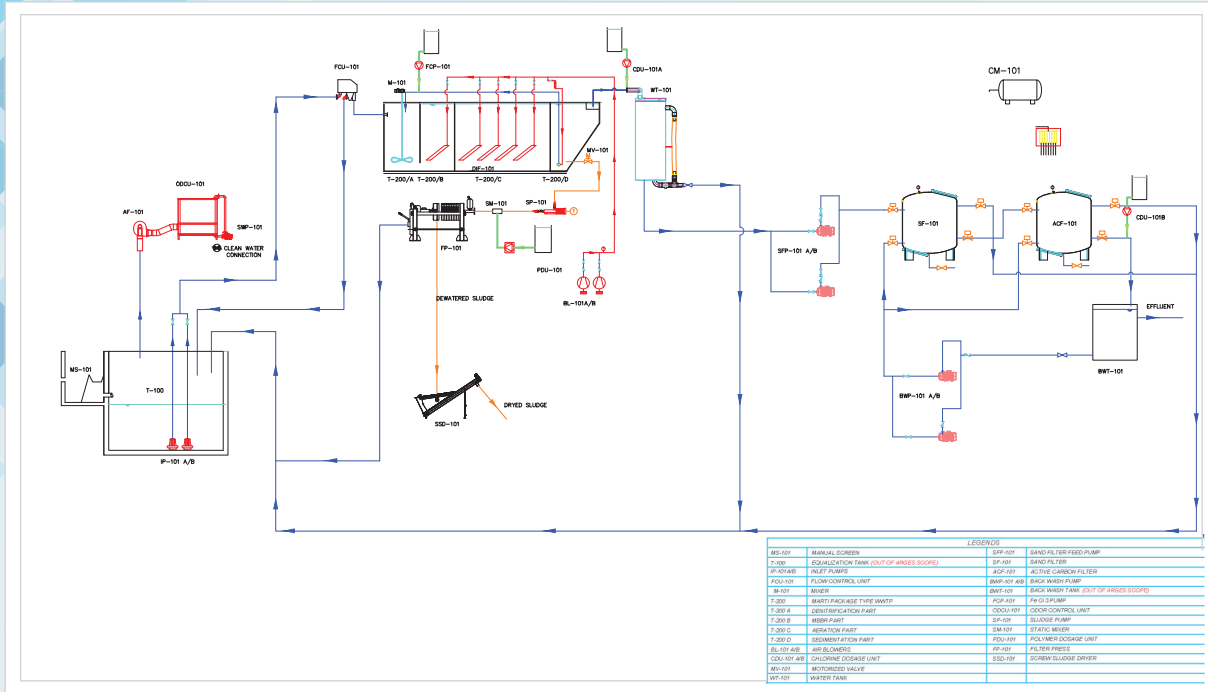 CM-101
FCU-101
M-101
FCP-101
CDU-101A
WT-101
MV-101
DIF-101
T-200/A
T-200/B
T-200/C
T-200/D
ODCU-101
AF-101
SWP-101
CLEAN WATER
CONNECTION
SM-101
SP-101
FP-101
PDU-101
BL-101A/B
SFP-101 A/B
SF-101
ACF-101
CDU-101B
DEWATERED SLUDGE
EFFLUENT
MS-101
T-100
BWT-101
BWP-101 A/B
DRYED SLUDGE
SSD-101
IP-101 A/B
LEGENDS
MS-101 MANUAL SCREEN SFP-101 SAND FILTER FEED PUMP
T-100 EQUALIZATION TANK (OUT OF ARGES SCOPE) SF-101 SAND FILTER
IP-101A/B INLET PUMPS ACF-101 ACTIVE CARBON FILTER
FCU-101 FLOW CONTROL UNIT BWP-101 A/B BACK WASH PUMP
M-101 MIXER BWT-101 BACK WASH TANK (OUT OF ARGES SCOPE)
T-200 MARTI PACKAGE TYPE WWTP FCP-101 Fe Cl 3 PUMP
T-200 A DENITRIFICATION PART ODCU-101 ODOR CONTROL UNIT
T-200 B MBBR PART SP-101 SLUDGE PUMP
T-200 C AERATION PART SM-101 STATIC MIXER
T-200 D SEDIMENTATION PART PDU-101 POLYMER DOSAGE UNIT
BL-101 A/B AIR BLOWERS FP-101 FILTER PRESS
CDU-101 A/B CHLORINE DOSAGE UNIT SSD-101 SCREW SLUDGE DRYER
MV-101 MOTORIZED VALVE
WT-101 WATER TANK